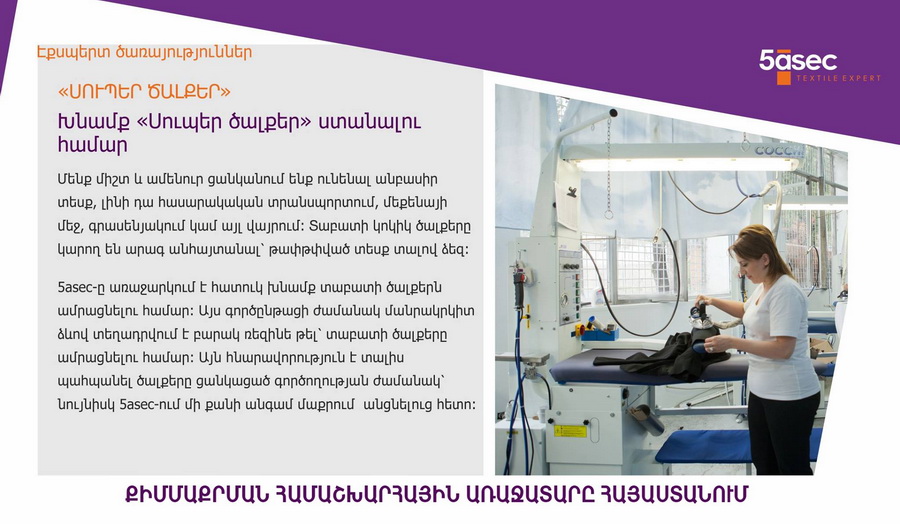 Էքսպերտ ծառայություններ
5àsec
TEXTILE EXPERT
«ՍՈՒՊԵՐ ԾԱԼՔԵՐ»
Խնամք «Սուպեր ծալքեր» ստանալու
համար
Մենք միշտ և ամենուր ցանկանում ենք ունենալ անբասիր
տեսք, լինի դա հասարակական տրանսպորտում, մեքենայի
մեջ, գրասենյակում կամ այլ վայրում: Տաբատի կոկիկ ծալքերը
կարող են արագ անհայտանալ՝ թափթփված տեսք տալով ձեզ:
5asec-ը առաջարկում է հատուկ խնամք տաբատի ծալքերն
ամրացնելու համար: Այս գործընթացի ժամանակ մանրակրկիտ
ձևով տեղադրվում է բարակ ռեզինե թել՝ տաբատի ծալքերը
ամրացնելու համար: Այն հնարավորություն է տալիս
պահպանել ծալքերը ցանկացած գործողության ժամանակ՝
նույնիսկ 5asec-ում մի քանի անգամ մաքրում անցնելուց հետո:
COCCHI
COCCHI
ՔԻՄՄԱՔՐՄԱՆ ՀԱՄԱՇԽԱՐՀԱՅԻՆ ԱՌԱՋԱՏԱՐԸ ՀԱՅԱՍՏԱՆՈՒՄ